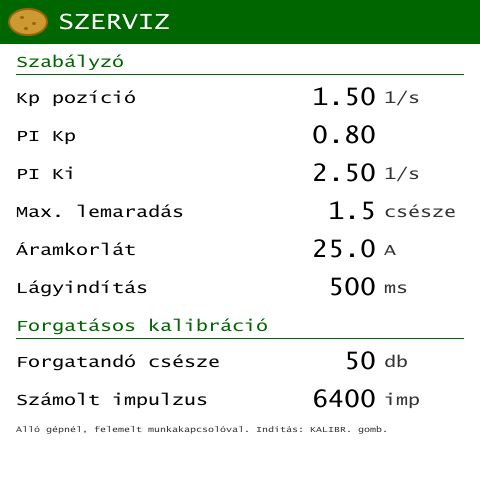 SZERVIZ
Szabályzó
Kp pozíció 1.50 1/s
PI Kp 0.80
PI Ki 2.50 1/s
Max. lemaradás 1.5 csésze
Áramkorlát 25.0 A
Lágyindítás 500 ms
Forgatásos kalibráció
Forgatandó csésze 50 db
Számolt impulzus 6400 imp
Álló gépnél, felemelt munkakapcsolóval. Indítás: KALIBR. gomb.